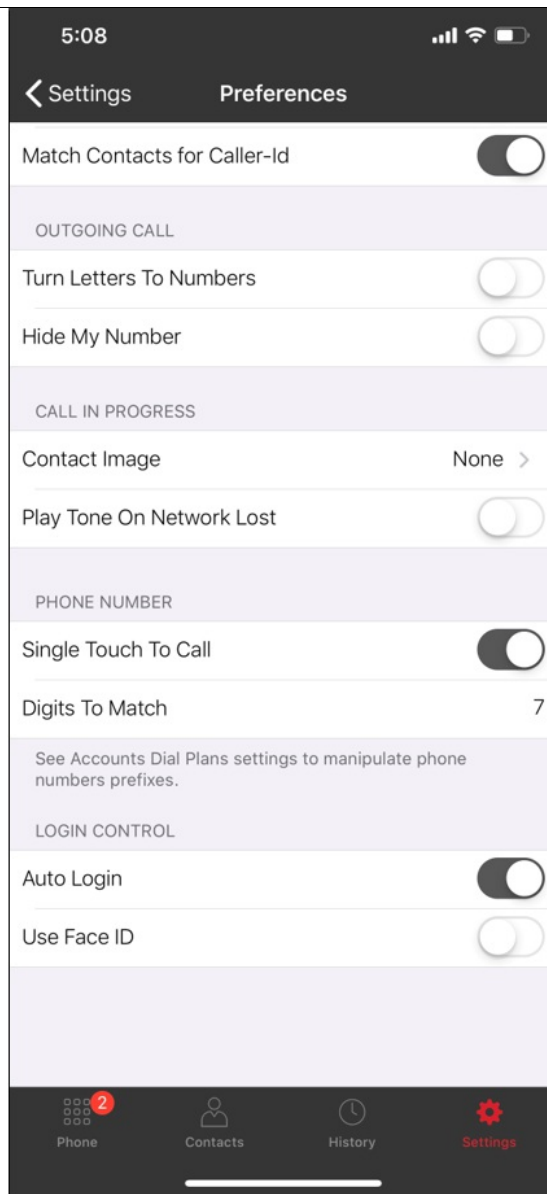 5:08
Settings Preferences
Match Contacts for Caller-Id
OUTGOING CALL
Turn Letters To Numbers
Hide My Number
CALL IN PROGRESS
Contact Image None
Play Tone On Network Lost
PHONE NUMBER
Single Touch To Call
Digits To Match 7
See Accounts Dial Plans settings to manipulate phone
numbers prefixes.
LOGIN CONTROL
Auto Login
Use Face ID
2
Phone Contacts History Settings